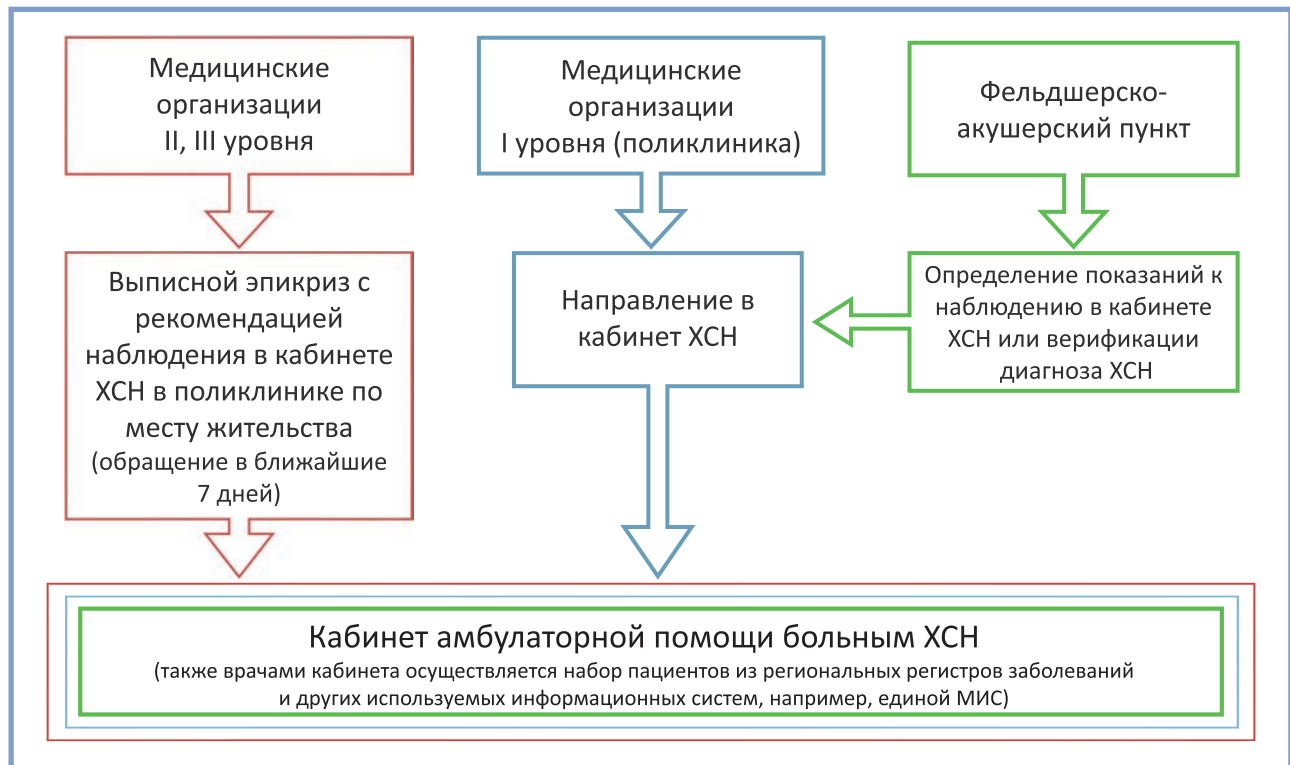 Медицинские
организации
II, III уровня
Медицинские
организации
I уровня (поликлиника)
Фельдшерско-
акушерский пункт
Выписной эпикриз с
рекомендацией
наблюдения в кабинете
ХСН в поликлинике по
месту жительства
(обращение в ближайшие
7 дней)
Направление в
кабинет ХСН
Определение показаний к
наблюдению в кабинете
ХСН или верификации
диагноза ХСН
Кабинет амбулаторной помощи больным ХСН
(также врачами кабинета осуществляется набор пациентов из региональных регистров заболеваний
и других используемых информационных систем, например, единой МИС)